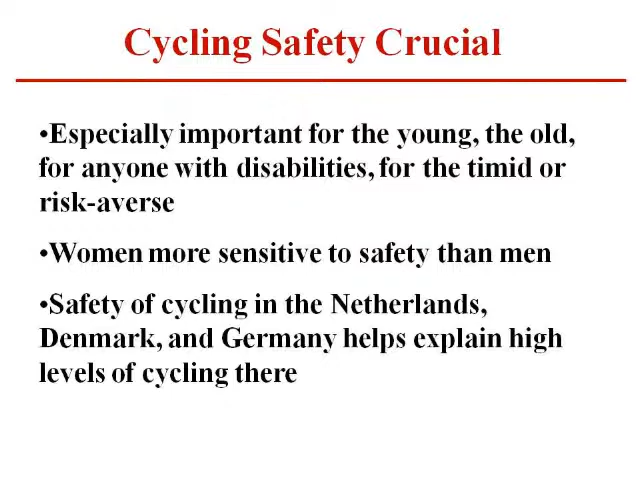 Cycling Safety Crucial
•Especially important for the young, the old,
for anyone with disabilities, for the timid or
risk-averse
•Women more sensitive to safety than men
•Safety of cycling in the Netherlands,
Denmark, and Germany helps explain high
levels of cycling there